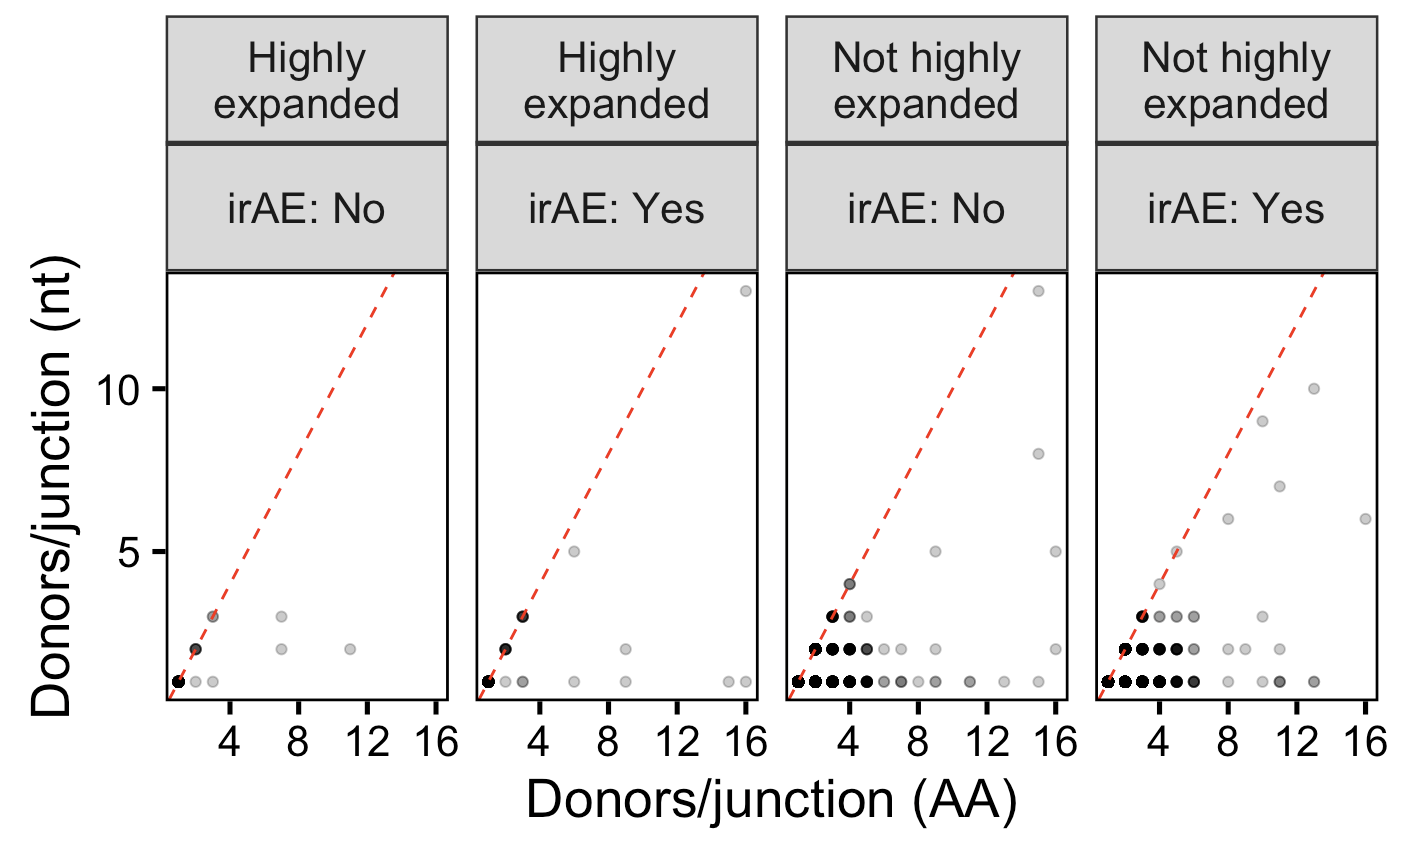 Highly
expanded
Highly
expanded
Not highly
expanded
Not highly
expanded
irAE: No
irAE: Yes
irAE: No
irAE: Yes
Donors/junction (nt)
10
5
4 8 12 16
4 8 12 16
4 8 12 16
4 8 12 16
Donors/junction (AA)